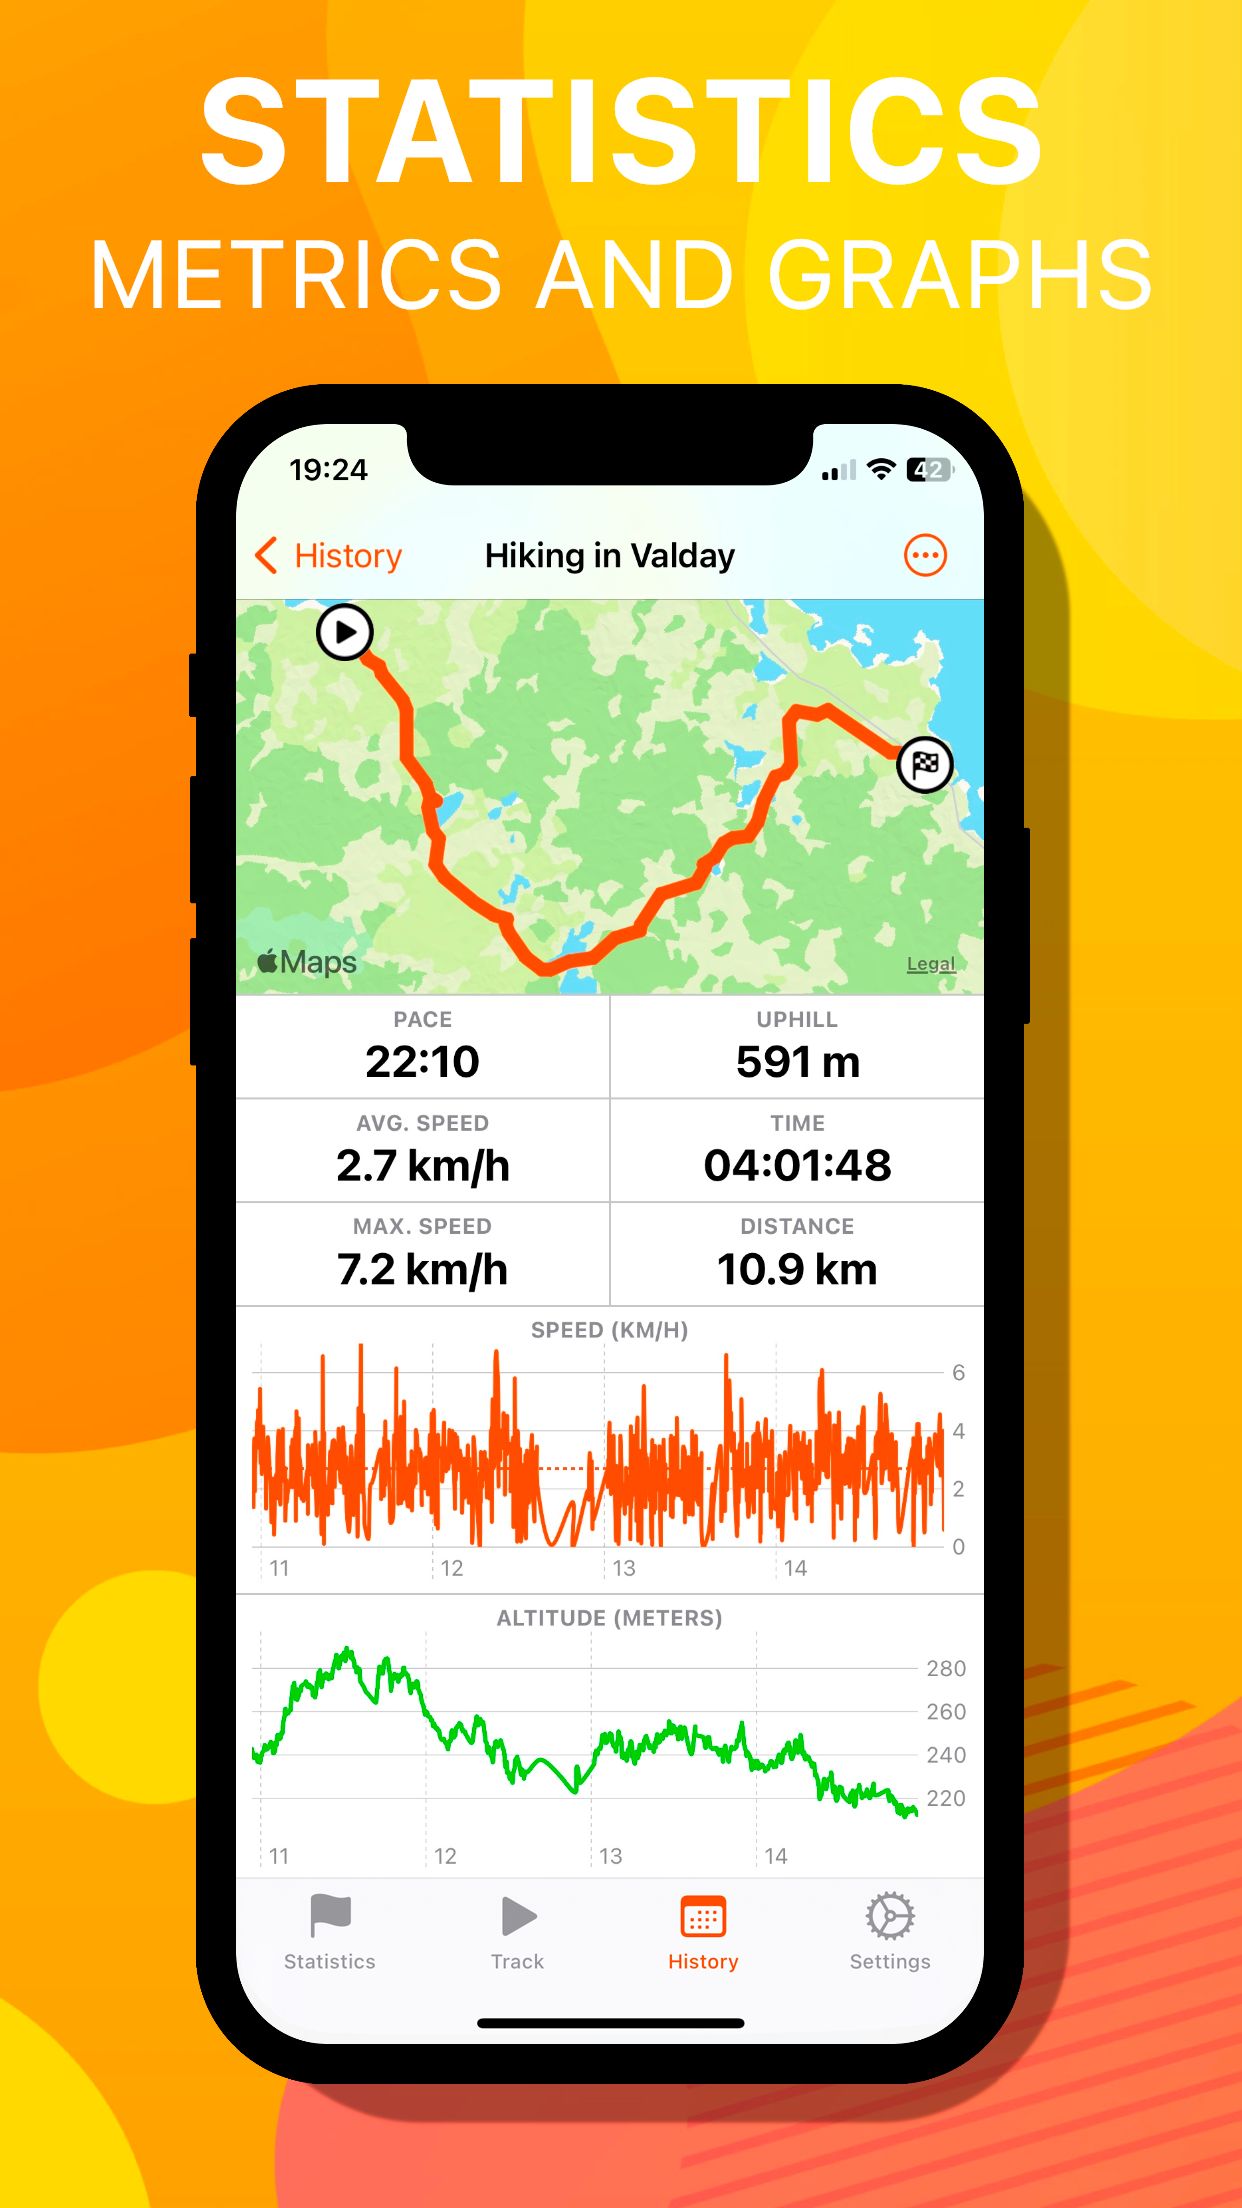 STATISTICS
METRICS AND GRAPHS
19:24
42
History
Hiking in Valday
Maps
Legal
PACE
UPHILL
22:10
591 m
AVG. SPEED
TIME
2.7 km/h
04:01:48
MAX. SPEED
DISTANCE
7.2 km/h
10.9 km
SPEED (KM/H)
6
4
2
0
11 12 13 14
ALTITUDE (METERS)
280
260
240
220
11 12 13 14
Statistics Track History Settings